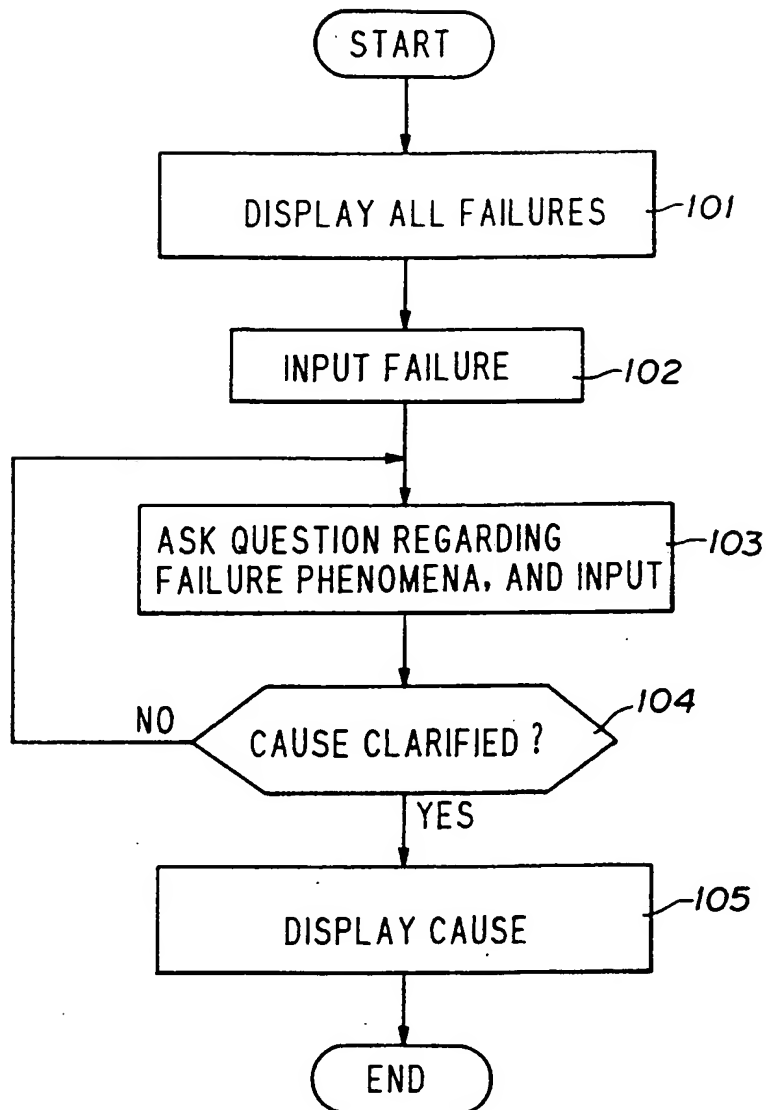 START
DISPLAY ALL FAILURES
101
INPUT FAILURE
102
ASK QUESTION REGARDING
FAILURE PHENOMENA, AND INPUT
103
NO
CAUSE CLARIFIED ?
104
YES
DISPLAY CAUSE
105
END